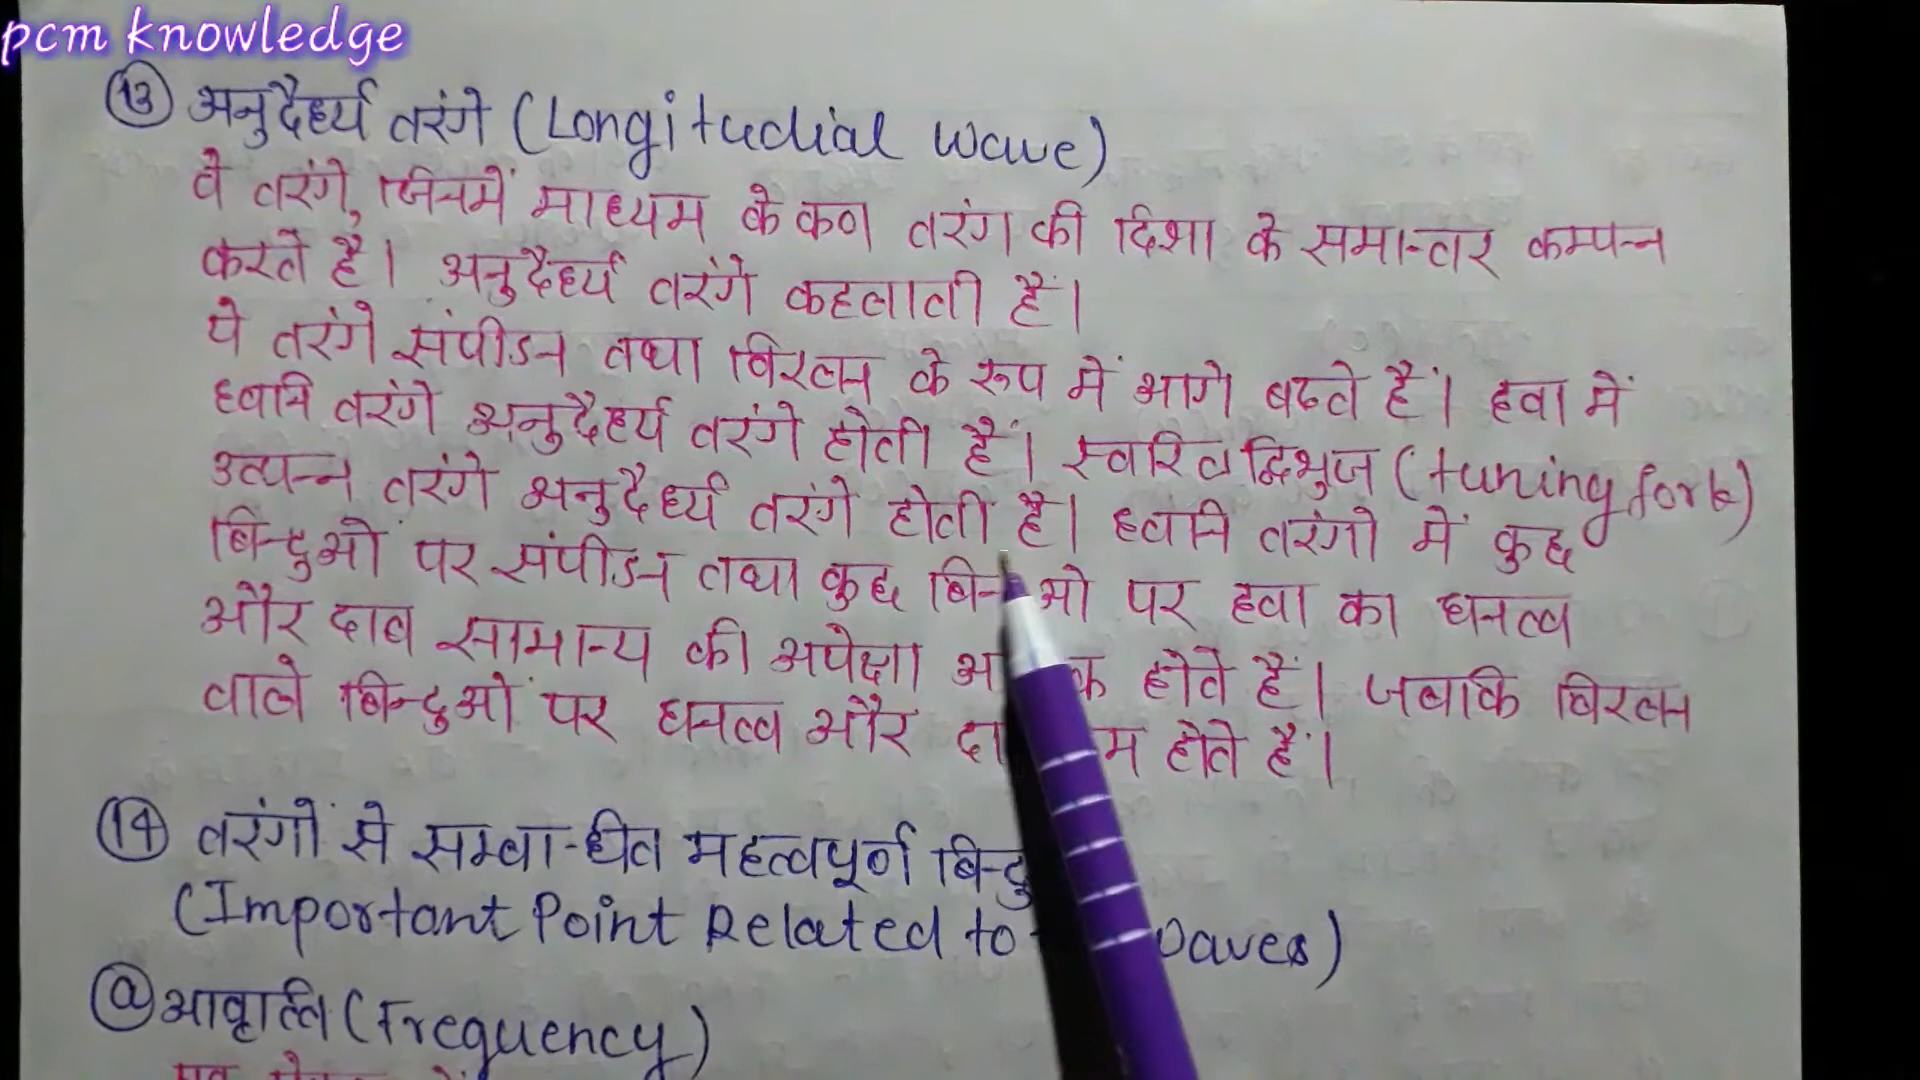 pcm knowledge
13 अनुदैर्ध्य तरंगे (Longitudial wave)
वे तरंगे, जिनमें माध्यम के कण तरंग की दिशा के समान्तर कम्पन्न
करते है। अनुदैर्ध्य तरंगे कहलाती हैं।
ये तरंगे संपीडन तथा विरलन के रूप में आगे बढते हैं। हवा में
ध्वनि तरंगे अनुदैर्ध्य तरंगे होती हैं। स्वरित्र द्विभुज (tuning fork)
उत्पन्न तरंगे अनुदैर्ध्य तरंगे होती है। ध्वनि तरंगो में कुछ
बिन्दुओं पर संपीडन तथा कुछ पर हवा का घनत्व
और दाब सामान्य की अपेक्षा होते हैं। जबकि विरलन
वाले बिन्दुओं पर घनत्व और होते हैं।
14 तरंगों से सम्बन्धित महत्वपूर्ण
(Important Point Related to waves)
a आवृत्ति (Frequency)